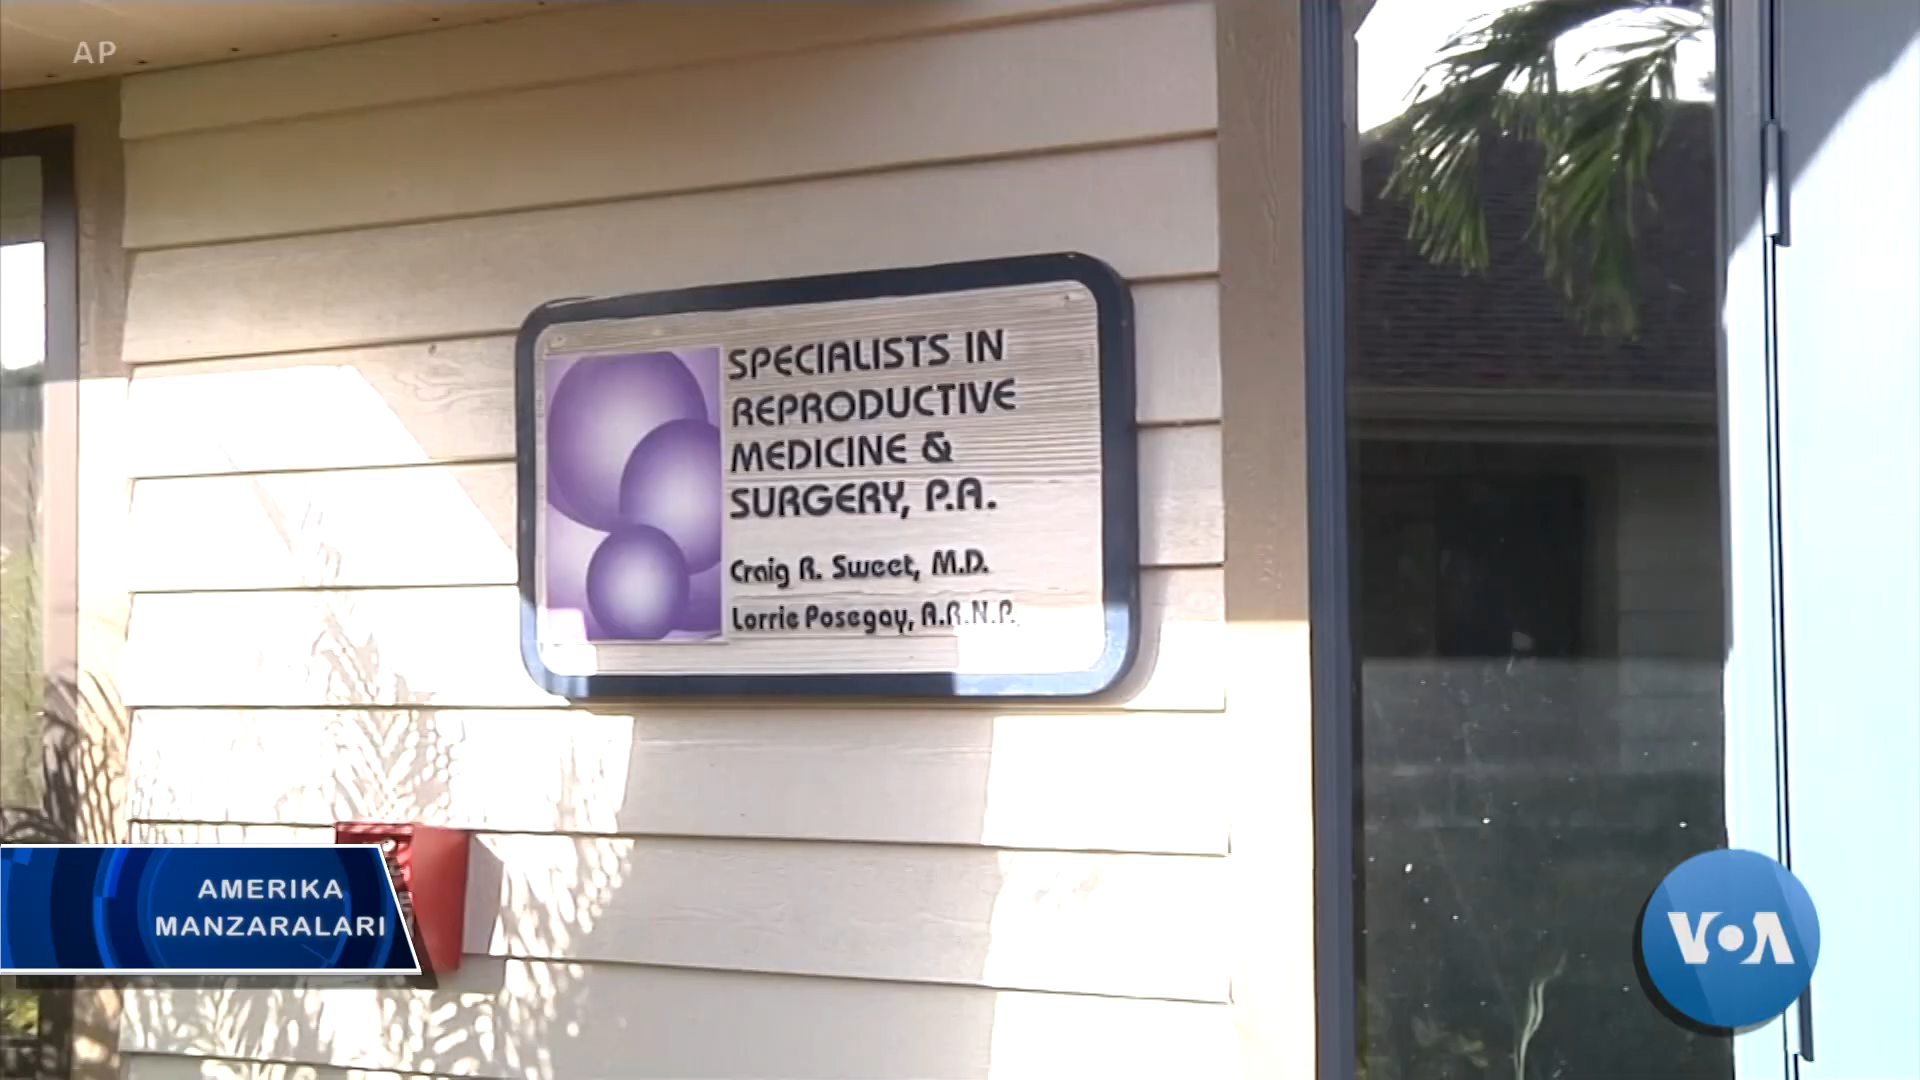 AP
SPECIALISTS IN
REPRODUCTIVE
MEDICINE &
SURGERY, P.A.
Craig R. Sweet, M.D.
Lorrie Posegay, A.R.N.P.
AMERIKA
MANZARALARI
VOA